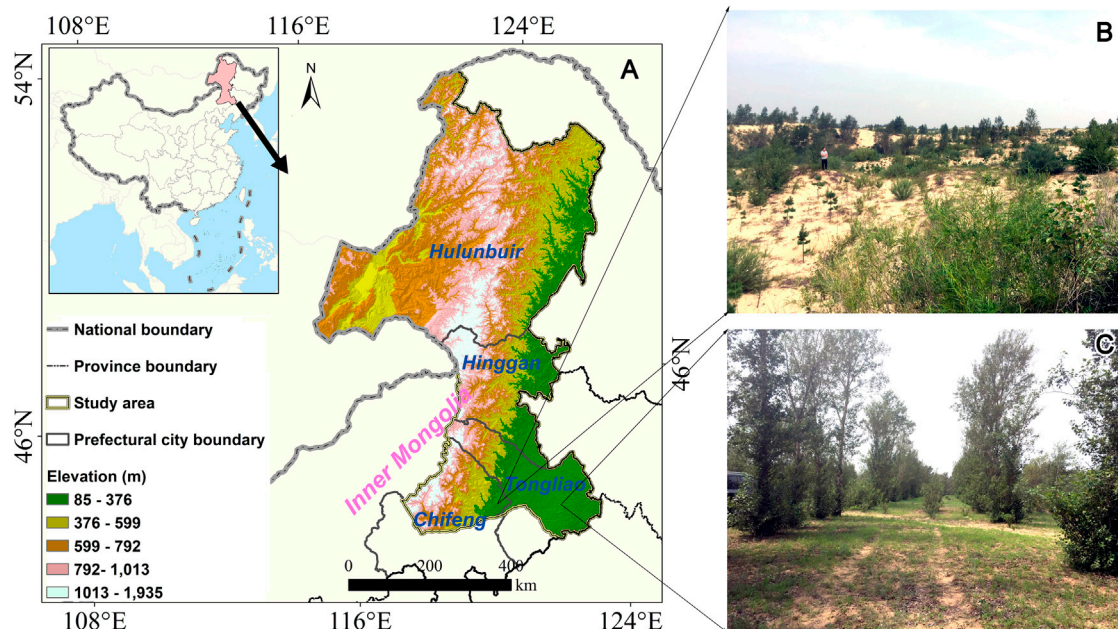 108°E
116°E
124°E
54°N
46°N
A
N
Hulunbuir
Hinggan
Inner Mongolia
Tongliao
Chifeng
46°N
National boundary
Province boundary
Study area
Prefectural city boundary
Elevation (m)
85 - 376
376 - 599
599 - 792
792- 1,013
1013 - 1,935
0 200 400
km
108°E
116°E
124°E
B
C